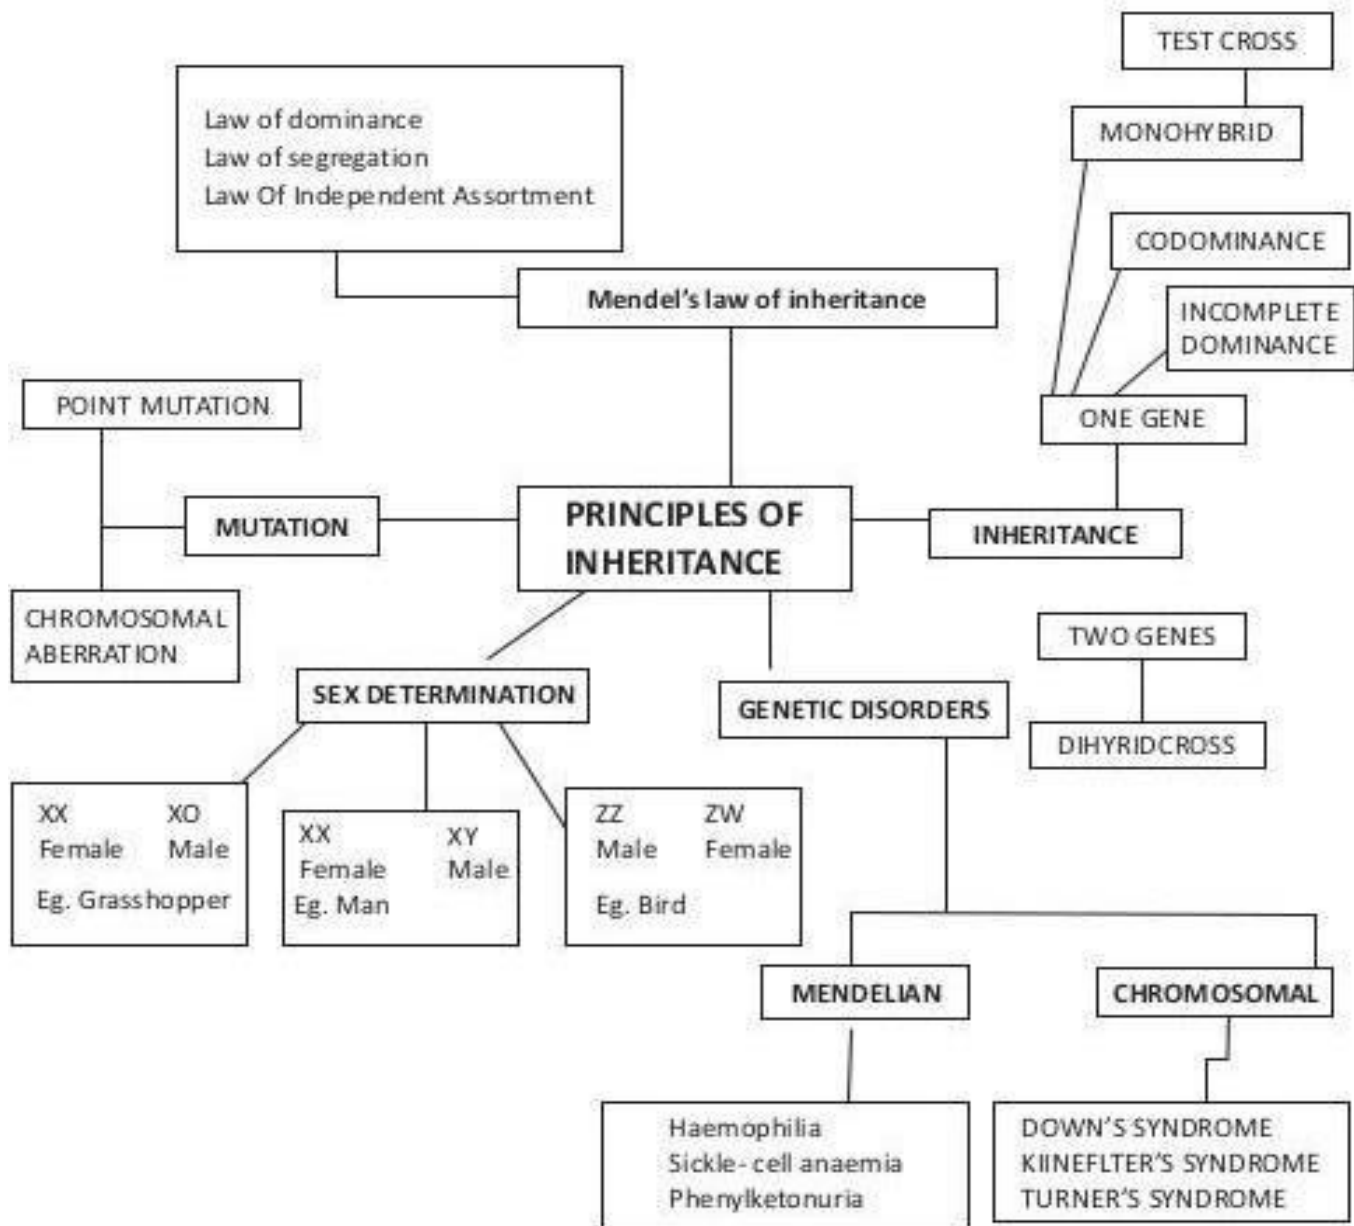 TEST CROSS
MONOHYBRID
Law of dominance
Law of segregation
Law Of Independent Assortment
CODOMINANCE
Mendel's law of inheritance
INCOMPLETE
DOMINANCE
POINT MUTATION
ONE GENE
PRINCIPLES OF
INHERITANCE
MUTATION
INHERITANCE
CHROMOSOMAL
ABERRATION
TWO GENES
SEX DETERMINATION
GENETIC DISORDERS
DIHYRIDCROSS
XX XO
Female Male
Eg. Grasshopper
XX XY
Female Male
Eg. Man
ZZ ZW
Male Female
Eg. Bird
MENDELIAN
CHROMOSOMAL
Haemophilia
Sickle- cell anaemia
Phenylketonuria
DOWN'S SYNDROME
KIINEFLTER'S SYNDROME
TURNER'S SYNDROME